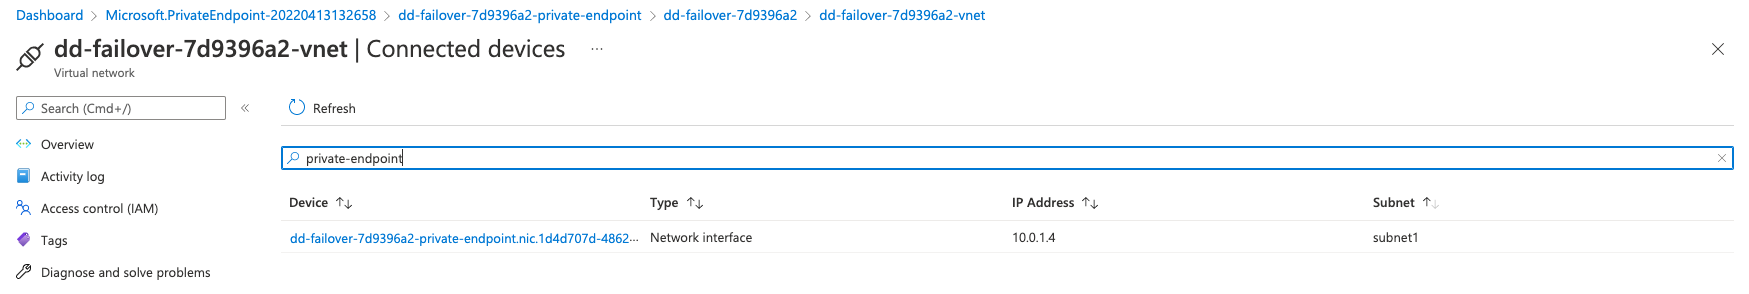 Dashboard > Microsoft.PrivateEndpoint-20220413132658 > dd-failover-7d9396a2-private-endpoint > dd-failover-7d9396a2 > dd-failover-7d9396a2-vnet
dd-failover-7d9396a2-vnet | Connected devices ...
Virtual network
Search (Cmd+/) «
Refresh
Overview
private-endpoint
Activity log
Device Type IP Address Subnet
Access control (IAM)
dd-failover-7d9396a2-private-endpoint.nic.1d4d707d-4862... Network interface 10.0.1.4 subnet1
Tags
Diagnose and solve problems